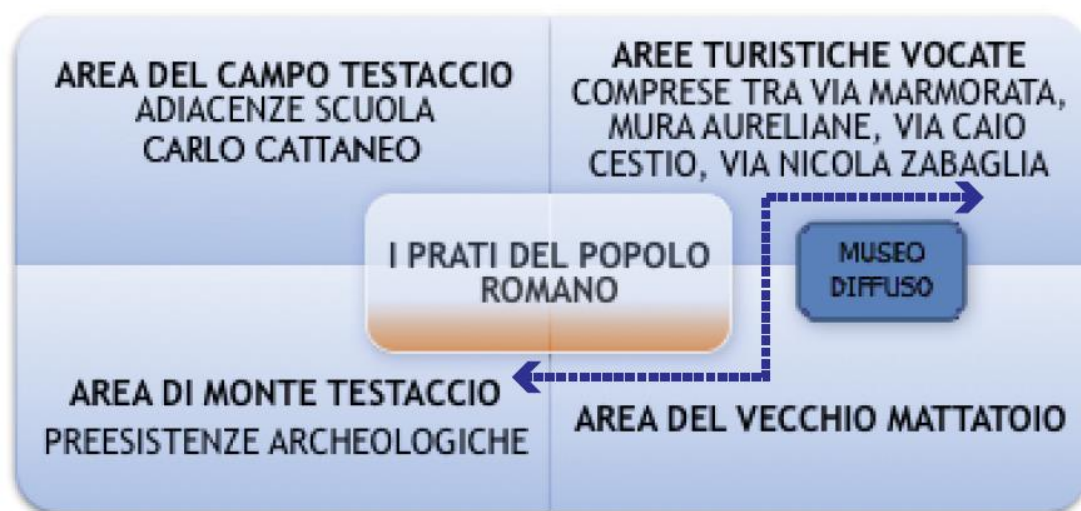 AREA DEL CAMPO TESTACCIO
ADIACENZE SCUOLA
CARLO CATTANEO
AREE TURISTICHE VOCATE
COMPRESE TRA VIA MARMORATA,
MURA AURELIANE, VIA CAIO
CESTIO, VIA NICOLA ZABAGLIA
I PRATI DEL POPOLO
ROMANO
MUSEO
DIFFUSO
AREA DI MONTE TESTACCIO
PREESISTENZE ARCHEOLOGICHE
AREA DEL VECCHIO MATTATOIO